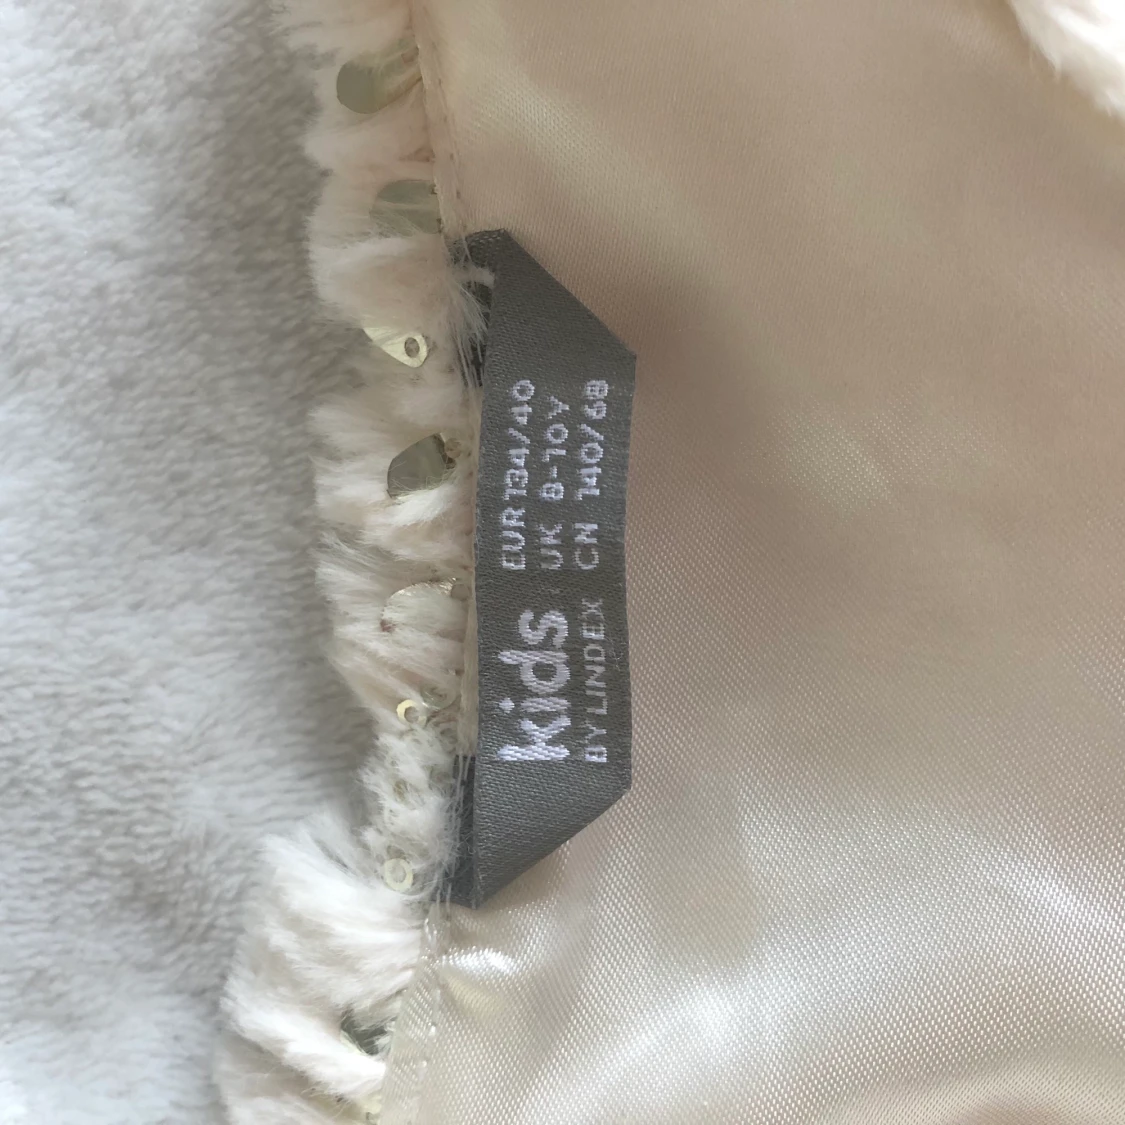 kids
BY LINDEX
EUR 134/40
UK 8-10Y
CN 140/68